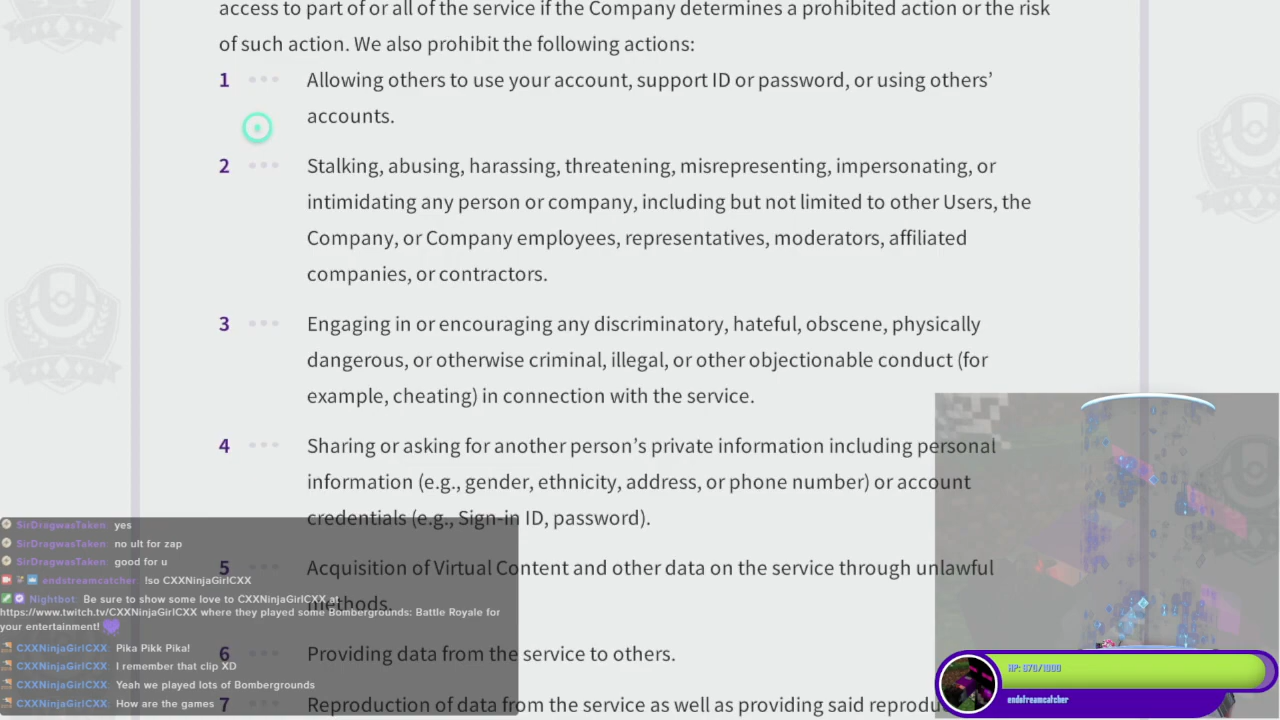 access to part of or all of the service if the Company determines a prohibited action or the risk
of such action. We also prohibit the following actions:
1 Allowing others to use your account, support ID or password, or using others’
accounts.
2 Stalking, abusing, harassing, threatening, misrepresenting, impersonating, or
intimidating any person or company, including but not limited to other Users, the
Company, or Company employees, representatives, moderators, affiliated
companies, or contractors.
3 Engaging in or encouraging any discriminatory, hateful, obscene, physically
dangerous, or otherwise criminal, illegal, or other objectionable conduct (for
example, cheating) in connection with the service.
4 Sharing or asking for another person’s private information including personal
information (e.g., gender, ethnicity, address, or phone number) or account
credentials (e.g., Sign-in ID, password).
5 Acquisition of Virtual Content and other data on the service through unlawful
methods.
6 Providing data from the service to others.
7 Reproduction of data from the service as well as providing said
SirDragwasTaken: yes
SirDragwasTaken: no ult for zap
SirDragwasTaken: good for u
endstreamcatcher: !so CXXNinjaGirlCXX
Nightbot: Be sure to show some love to CXXNinjaGirlCXX at
https://www.twitch.tv/CXXNinjaGirlCXX where they played some Bombergrounds: Battle Royale for
your entertainment!
CXXNinjaGirlCXX: Pika Pikk Pika!
CXXNinjaGirlCXX: I remember that clip XD
CXXNinjaGirlCXX: Yeah we played lots of Bombergrounds
CXXNinjaGirlCXX: How are the games
HP: 970/1000
endstreamcatcher